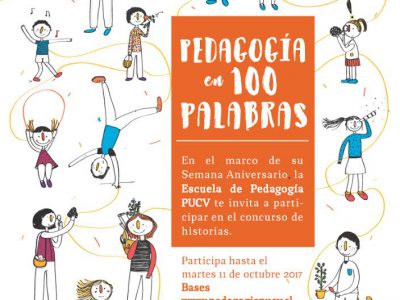 PEDAGOGÍA
en 100
PALABRAS
En el marco de su
Semana Aniversario, la
Escuela de Pedagogía
PUCV te invita a parti-
cipar en el concurso de
historias.
Participa hasta el
martes 11 de octubre 2017
Bases